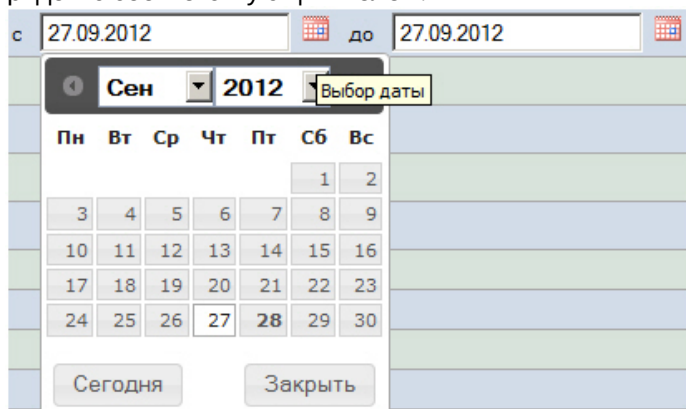 с 27.09.2012 до 27.09.2012
Сен 2012
Выбор даты
Пн Вт Ср Чт Пт Сб Вс
1 2
3 4 5 6 7 8 9
10 11 12 13 14 15 16
17 18 19 20 21 22 23
24 25 26 27 28 29 30
Сегодня Закрыть